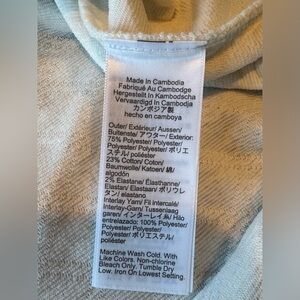 Made In Cambodia
Fabriqué Au Cambodge
Hergestellt In Kambodscha
Vervaardigd In Cambodja
カンボジア製
hecho en camboya
Outer/ Extérieur/ Aussen/
Buitenste/ アウター/ Exterior:
75% Polyester/ Polyester/
Polyester/ Polyester/ ポリエ
ステル/ poliéster
23% Cotton/ Coton/
Baumwolle/ Katoen/ 綿/
algodón
2% Elastane/ Elasthanne/
Elastan/ Elastaan/ ポリウレ
タン/ elastano
Interlay Yarn/ Fil intercalé/
Interlay-Garn/ Tussenlaag
garen/ インターレイ糸/ Hilo
entreelazado: 100% Polyester/
Polyester/ Polyester/
Polyester/ ポリエステル/
poliéster
Machine Wash Cold. With
Like Colors. Non-chlorine
Bleach Only. Tumble Dry
Low. Iron On Lowest Setting.